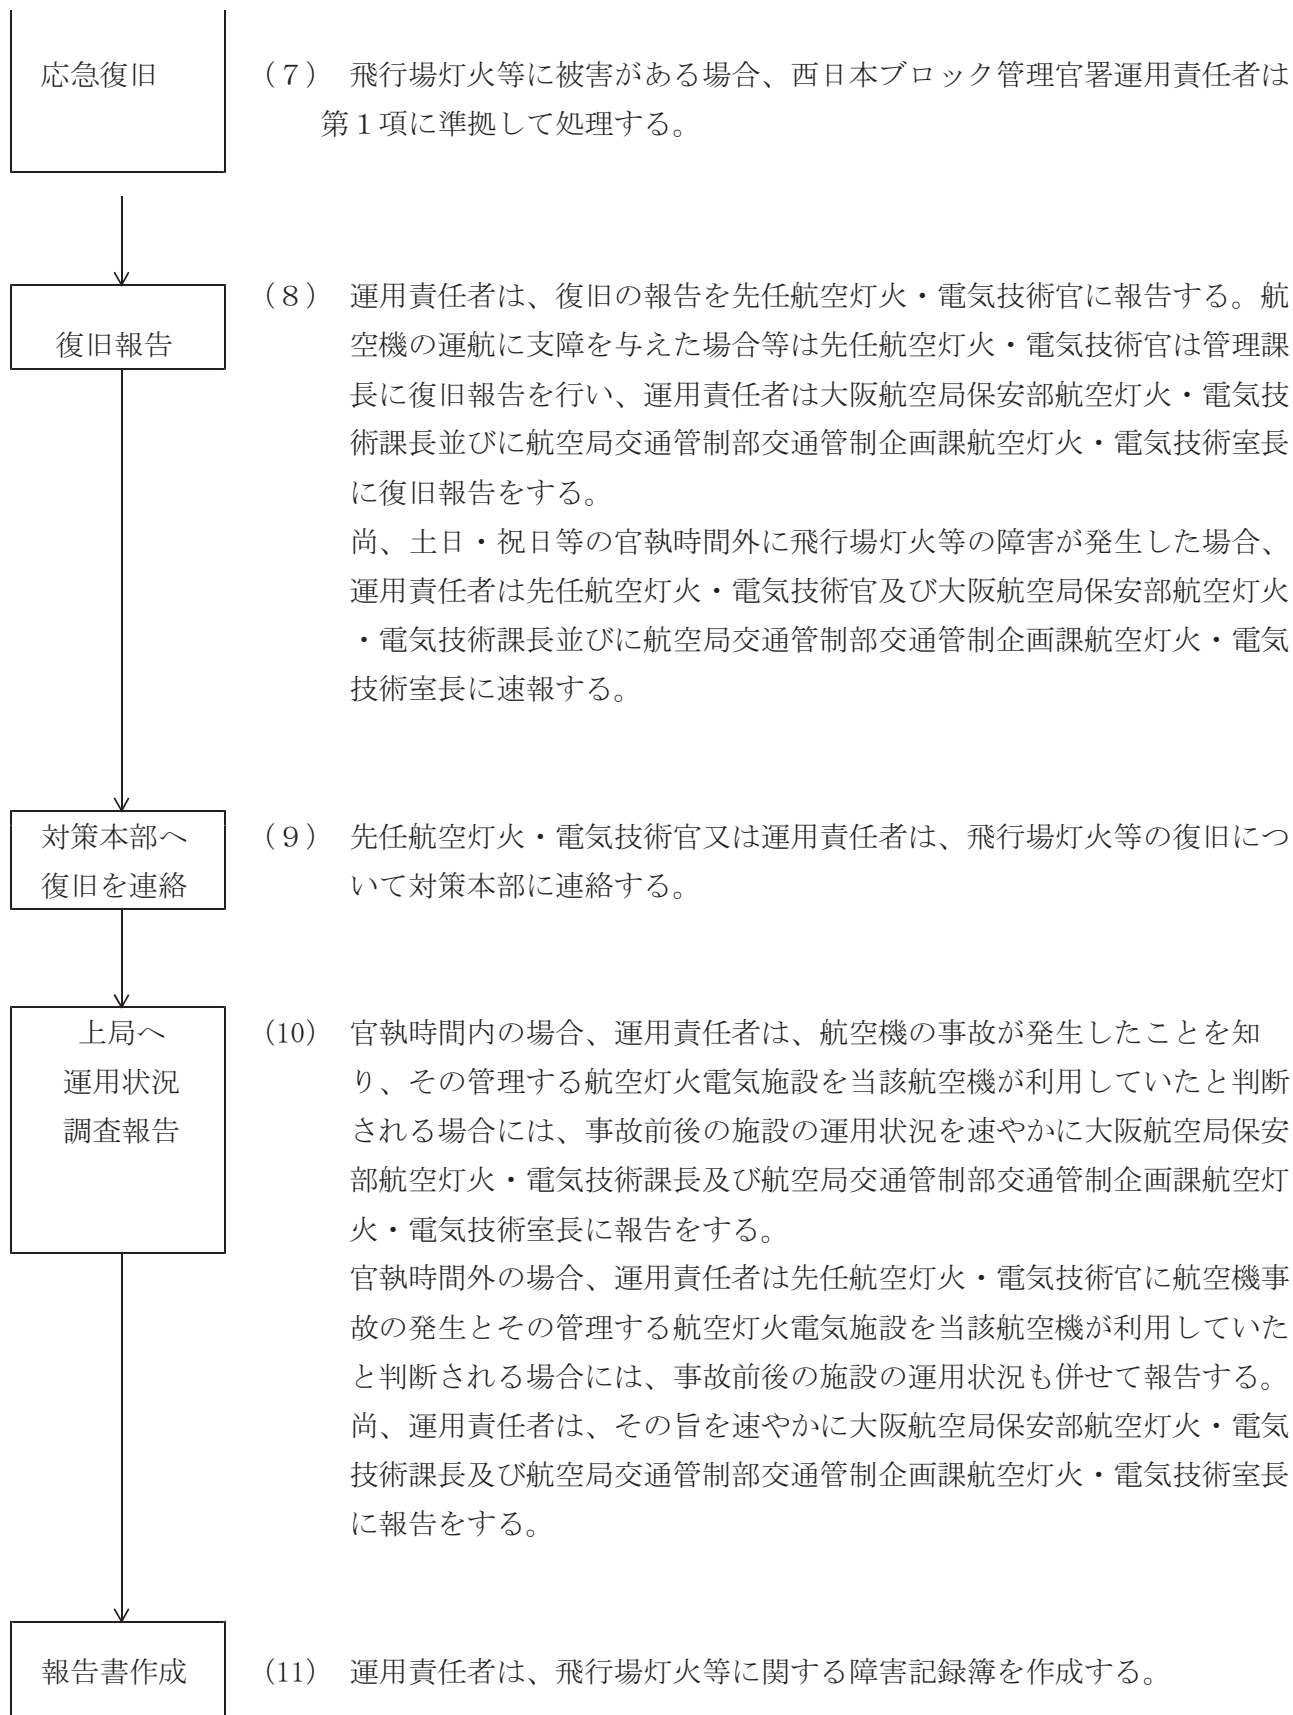 応急復旧
(7) 飛行場灯火等に被害がある場合、西日本ブロック管理官署運用責任者は
第1項に準拠して処理する。
復旧報告
(8) 運用責任者は、復旧の報告を先任航空灯火・電気技術官に報告する。航
空機の運航に支障を与えた場合等は先任航空灯火・電気技術官は管理課
長に復旧報告を行い、運用責任者は大阪航空局保安部航空灯火・電気技
術課長並びに航空局交通管制部交通管制企画課航空灯火・電気技術室長
に復旧報告をする。
尚、土日・祝日等の官執時間外に飛行場灯火等の障害が発生した場合、
運用責任者は先任航空灯火・電気技術官及び大阪航空局保安部航空灯火
・電気技術課長並びに航空局交通管制部交通管制企画課航空灯火・電気
技術室長に速報する。
対策本部へ
復旧を連絡
(9) 先任航空灯火・電気技術官又は運用責任者は、飛行場灯火等の復旧につ
いて対策本部に連絡する。
上局へ
運用状況
調査報告
(10) 官執時間内の場合、運用責任者は、航空機の事故が発生したことを知
り、その管理する航空灯火電気施設を当該航空機が利用していたと判断
される場合には、事故前後の施設の運用状況を速やかに大阪航空局保安
部航空灯火・電気技術課長及び航空局交通管制部交通管制企画課航空灯
火・電気技術室長に報告をする。
官執時間外の場合、運用責任者は先任航空灯火・電気技術官に航空機事
故の発生とその管理する航空灯火電気施設を当該航空機が利用していた
と判断される場合には、事故前後の施設の運用状況も併せて報告する。
尚、運用責任者は、その旨を速やかに大阪航空局保安部航空灯火・電気
技術課長及び航空局交通管制部交通管制企画課航空灯火・電気技術室長
に報告をする。
報告書作成
(11) 運用責任者は、飛行場灯火等に関する障害記録簿を作成する。